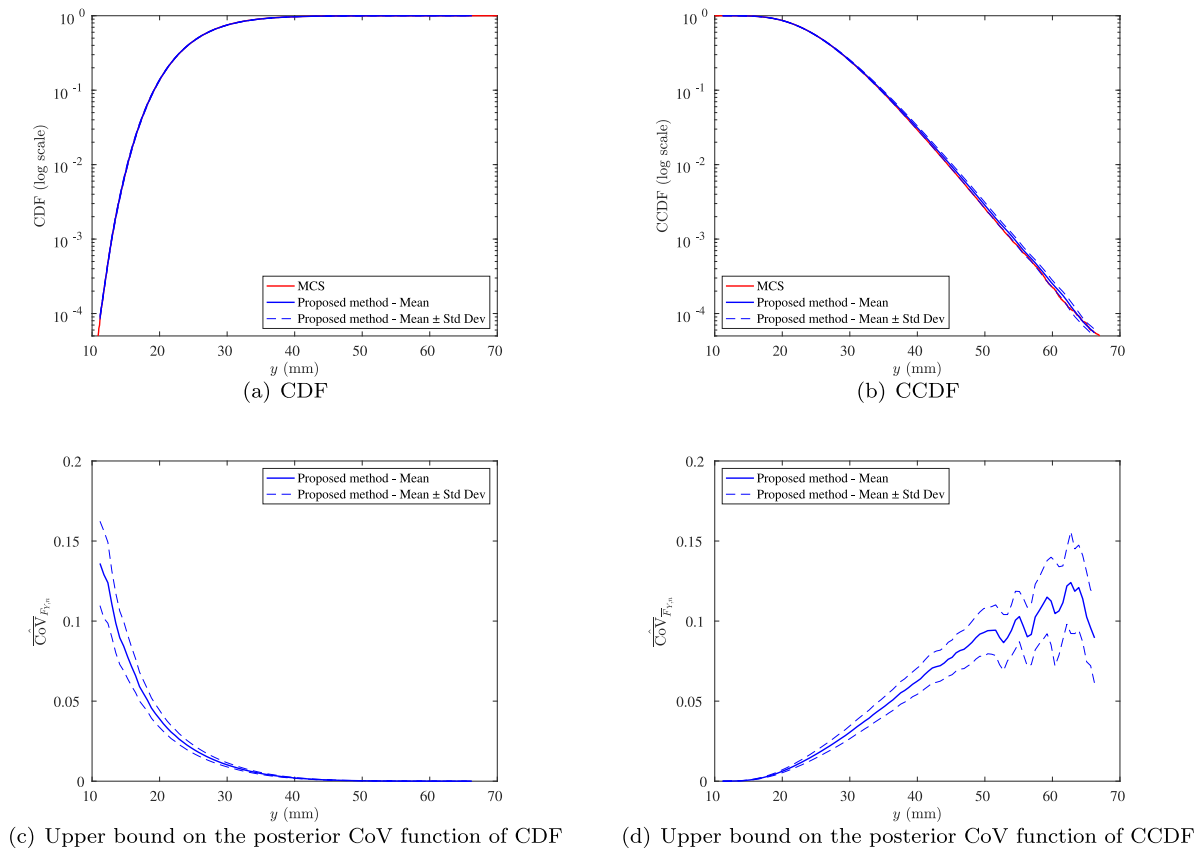 10^0
10^-1
10^-2
10^-3
10^-4
CDF (log scale)
MCS
Proposed method - Mean
Proposed method - Mean ± Std Dev
10 20 30 40 50 60 70
y (mm)
(a) CDF
10^0
10^-1
10^-2
10^-3
10^-4
CCDF (log scale)
MCS
Proposed method - Mean
Proposed method - Mean ± Std Dev
10 20 30 40 50 60 70
y (mm)
(b) CCDF
0.2
0.15
0.1
0.05
0
Proposed method - Mean
Proposed method - Mean ± Std Dev
10 20 30 40 50 60 70
y (mm)
(c) Upper bound on the posterior CoV function of CDF
0.2
0.15
0.1
0.05
0
Proposed method - Mean
Proposed method - Mean ± Std Dev
10 20 30 40 50 60 70
y (mm)
(d) Upper bound on the posterior CoV function of CCDF